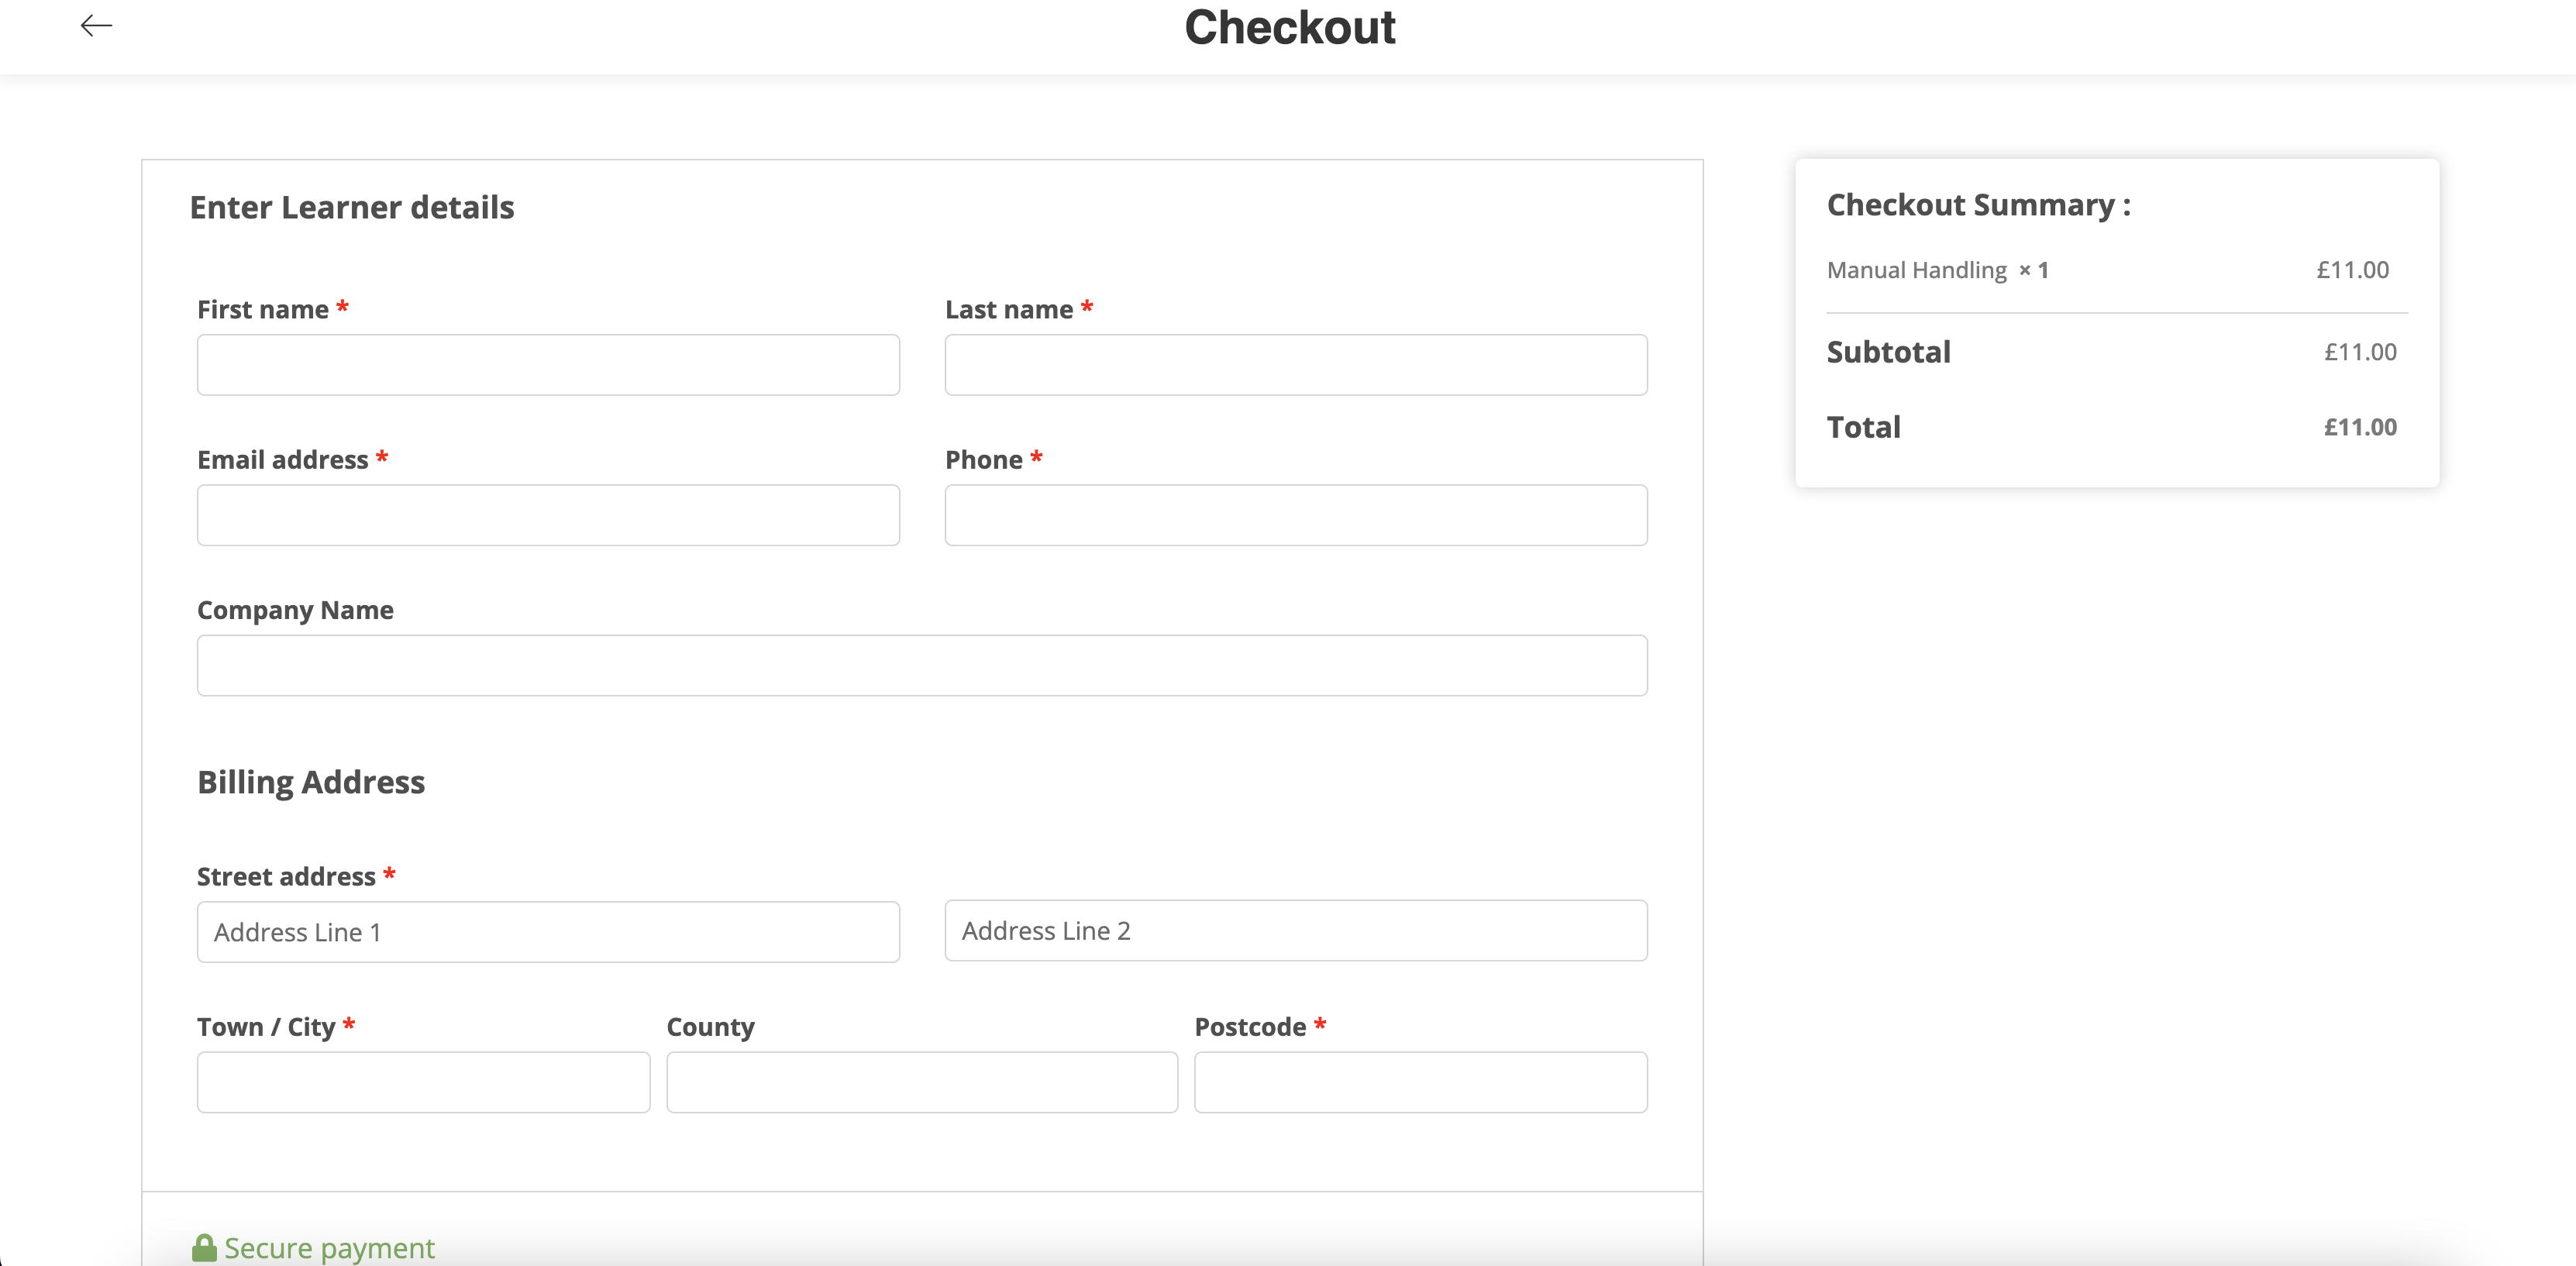 Checkout
Enter Learner details
First name *
Last name *
Email address *
Phone *
Company Name
Billing Address
Street address *
Address Line 1
Address Line 2
Town / City *
County
Postcode *
Secure payment
Checkout Summary :
Manual Handling × 1 £11.00
Subtotal £11.00
Total £11.00